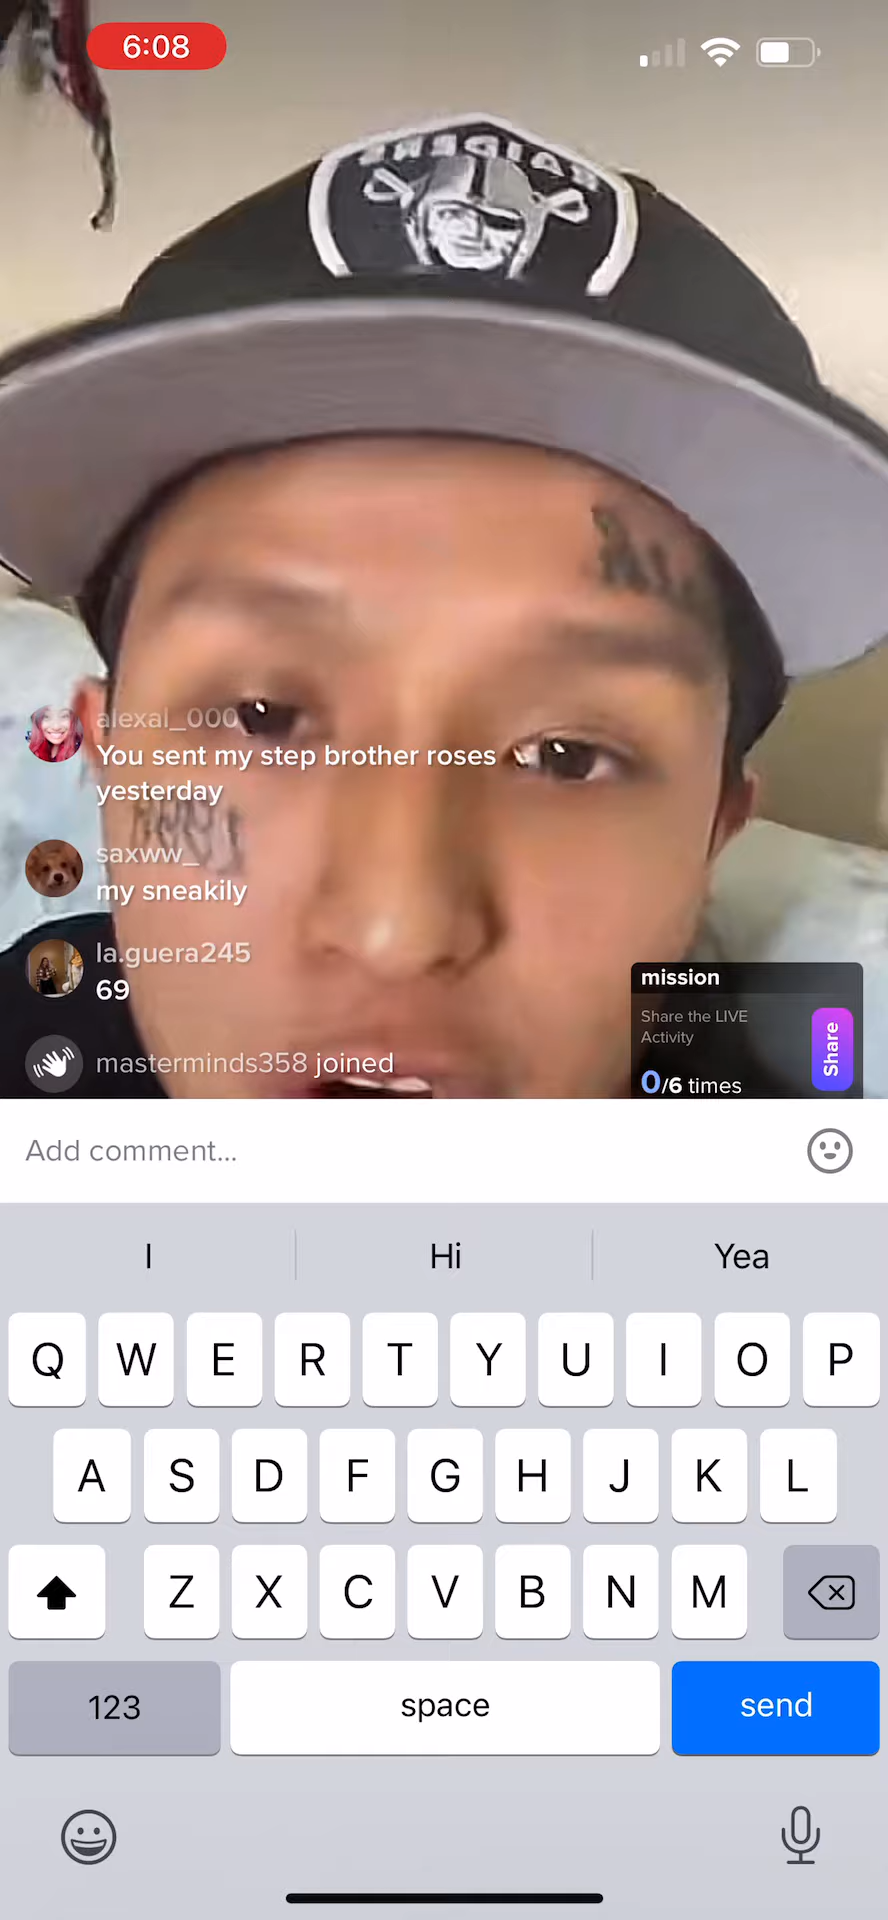 6:08
RAIDERS
alexal_000
You sent my step brother roses
yesterday
saxww_
my sneakily
la.guera245
69
masterminds358 joined
mission
Share the LIVE
Activity
0/6 times
Share
Add comment...
I Hi Yea
Q W E R T Y U I O P
A S D F G H J K L
Z X C V B N M
123 space send